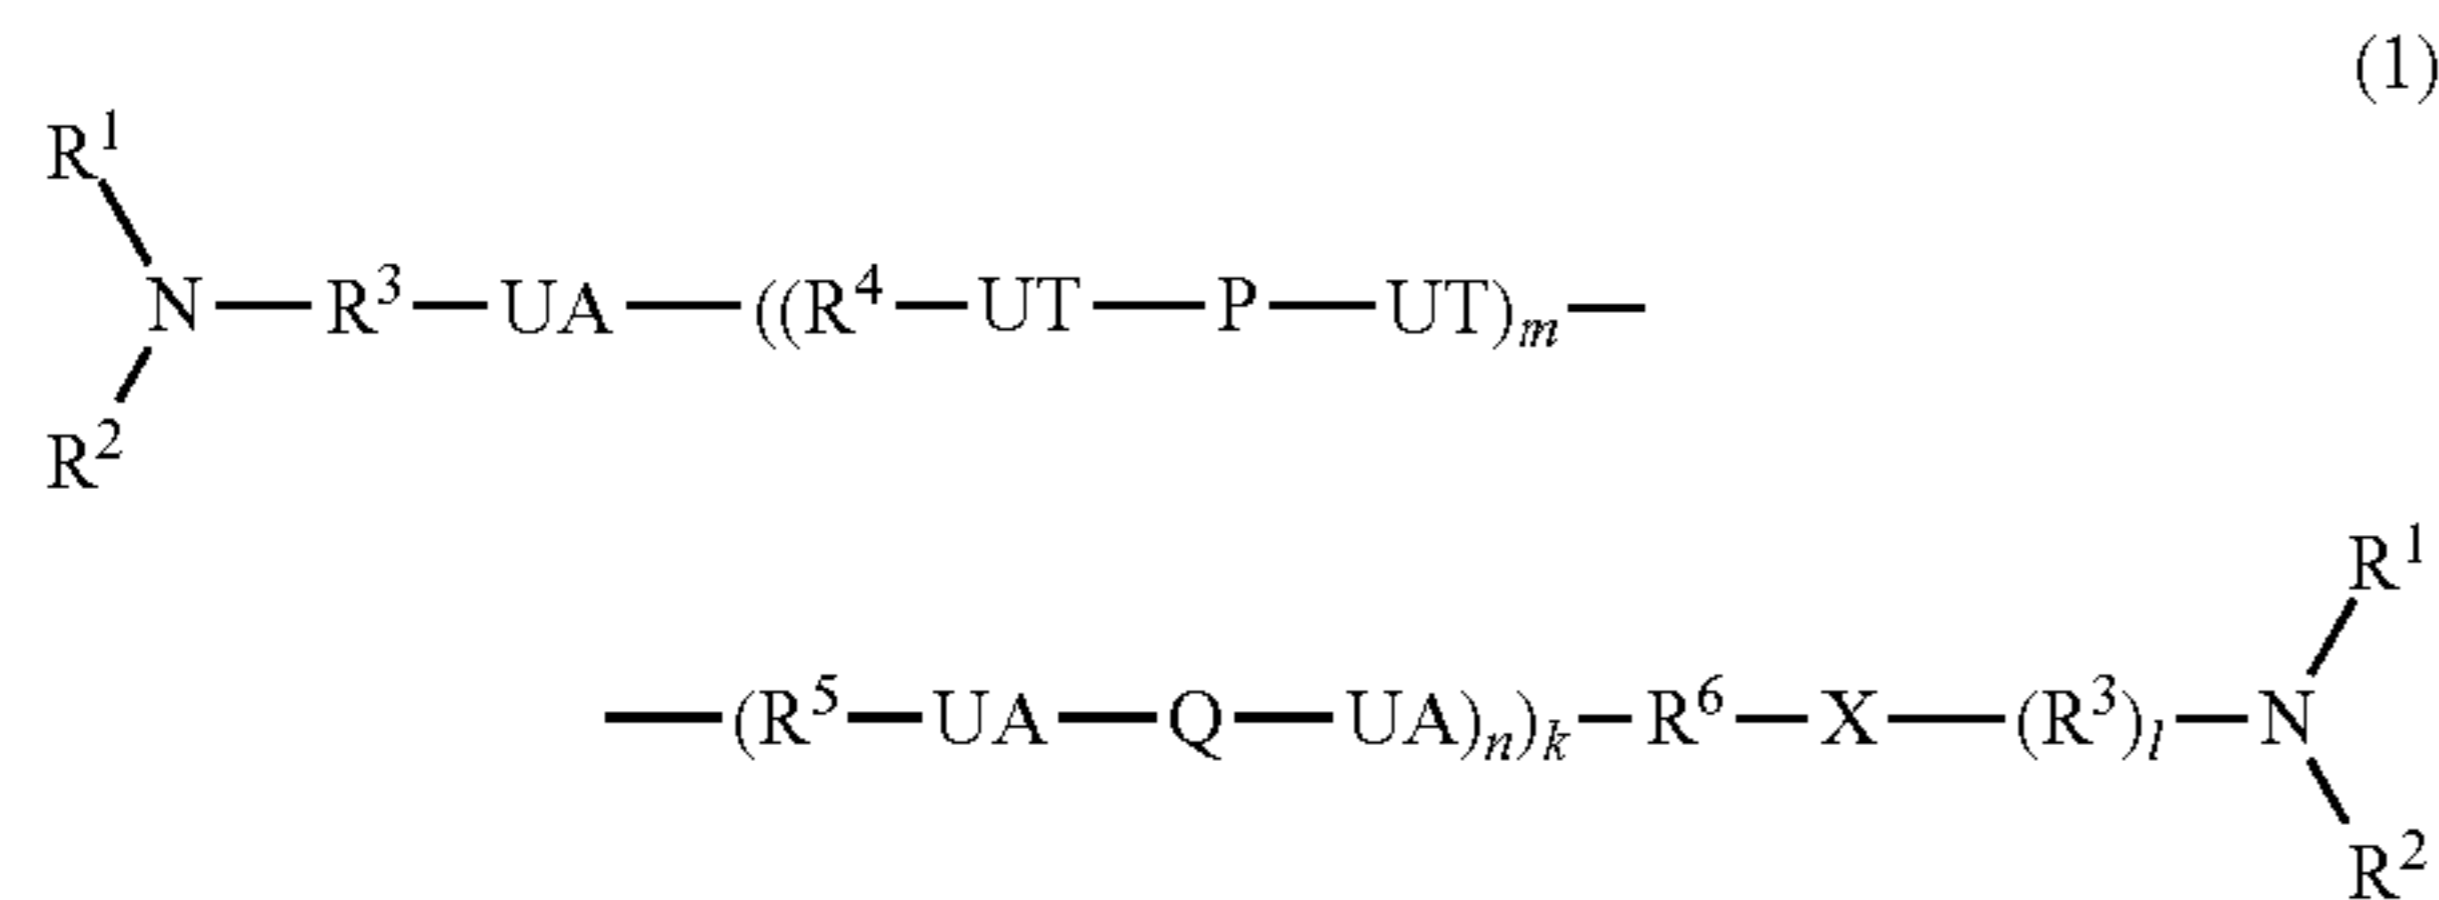 (1)
R¹
N—R³—UA—((R⁴—UT—P—UT)ₘ—
R²
—(R⁵—UA—Q—UA)ₙ)ₖ—R⁶—X—(R³)ₗ—N
R¹
R²